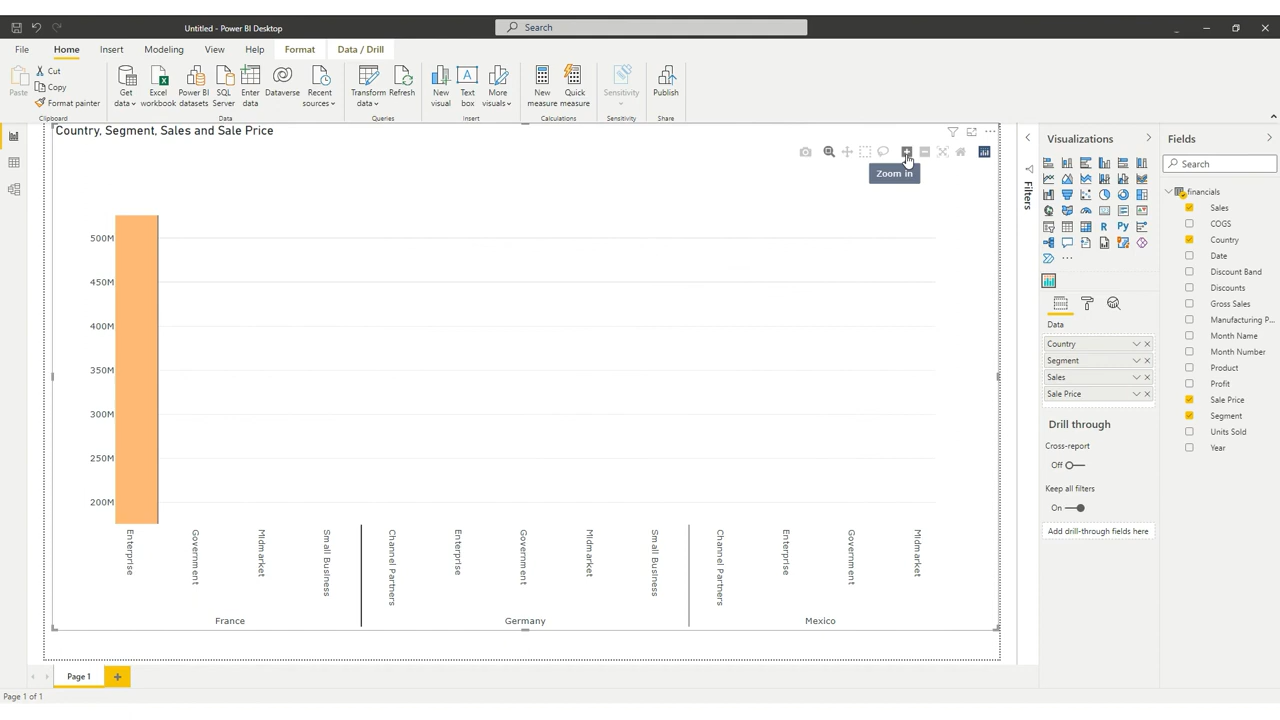 Untitled - Power BI Desktop
Search
File Home Insert Modeling View Help Format Data / Drill
Paste
Cut
Copy
Format painter
Clipboard
Get data
Excel workbook
Power BI datasets
SQL Server
Enter data
Dataverse
Recent sources
Data
Transform data
Refresh
Queries
New visual
Text box
More visuals
Insert
New measure
Quick measure
Calculations
Sensitivity
Sensitivity
Publish
Share
Country, Segment, Sales and Sale Price
Zoom in
500M
450M
400M
350M
300M
250M
200M
Enterprise
Government
Midmarket
Small Business
Channel Partners
Enterprise
Government
Midmarket
Small Business
Channel Partners
Enterprise
Government
Midmarket
France
Germany
Mexico
Filters
Visualizations
R
Py
Data
Country
Segment
Sales
Sale Price
Drill through
Cross-report
Off
Keep all filters
On
Add drill-through fields here
Fields
Search
financials
Sales
COGS
Country
Date
Discount Band
Discounts
Gross Sales
Manufacturing P...
Month Name
Month Number
Product
Profit
Sale Price
Segment
Units Sold
Year
Page 1
Page 1 of 1